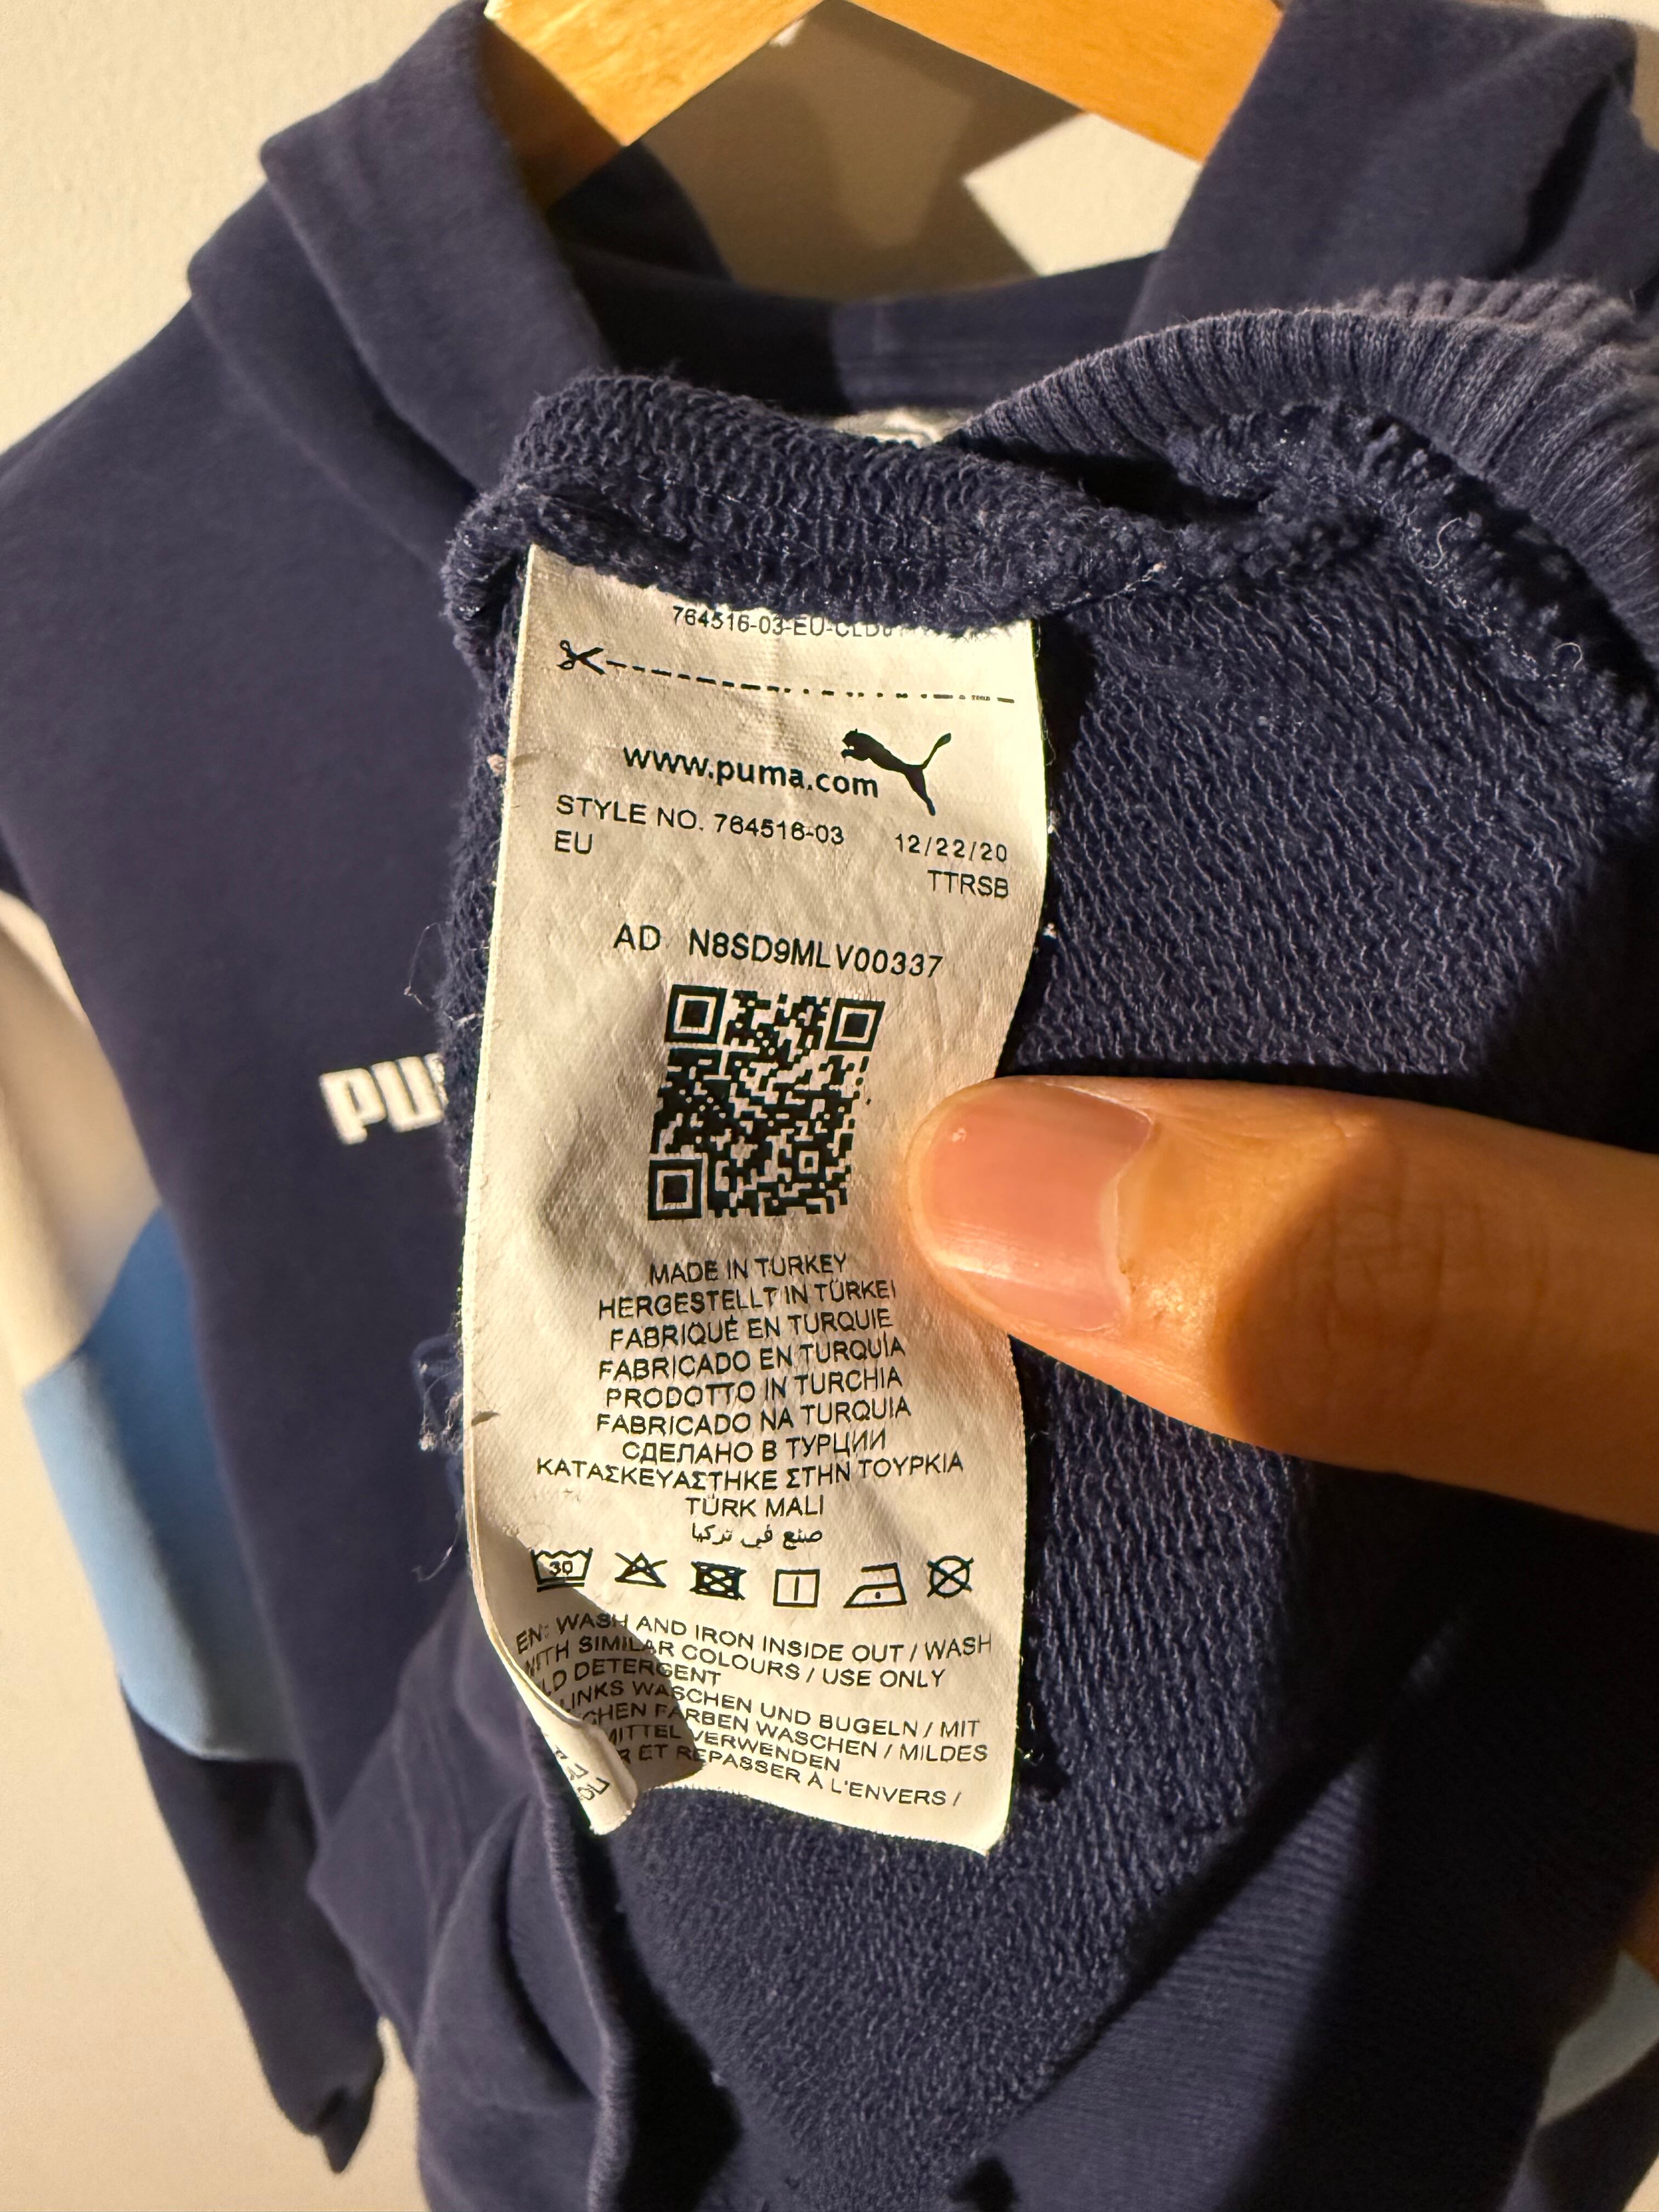 764516-03-EU-CLD
www.puma.com
STYLE NO. 764516-03 12/22/20
EU TTRSB
AD N8SD9MLV00337
PU
MADE IN TURKEY
HERGESTELLT IN TÜRKEI
FABRIQUÉ EN TURQUIE
FABRICADO EN TURQUÍA
PRODOTTO IN TURCHIA
FABRICADO NA TURQUIA
СДЕЛАНО В ТУРЦИИ
ΚΑΤΑΣΚΕΥΑΣΤΗΚΕ ΣΤΗΝ ΤΟΥΡΚΙΑ
TÜRK MALI
صنع في تركيا
30
EN: WASH AND IRON INSIDE OUT / WASH
WITH SIMILAR COLOURS / USE ONLY
LD DETERGENT
LINKS WASCHEN UND BUGELN / MIT
CHEN FARBEN WASCHEN / MILDES
MITTEL VERWENDEN
R ET REPASSER À L'ENVERS /